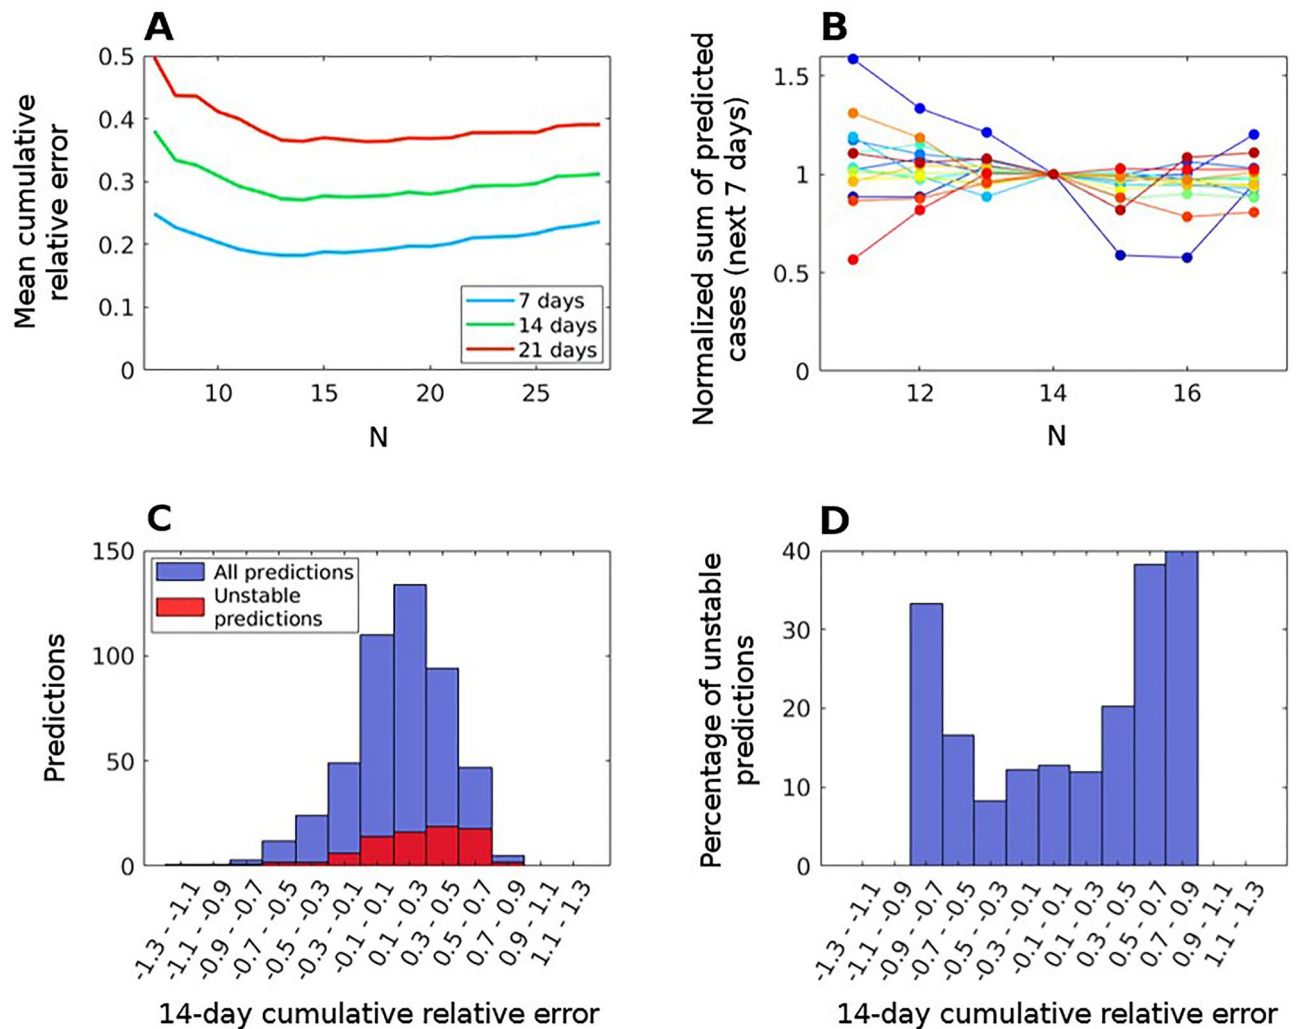 A
Mean cumulative
relative error
0.5
0.4
0.3
0.2
0.1
0
7 days
14 days
21 days
10
15
20
25
N
B
Normalized sum of predicted
cases (next 7 days)
1.5
1
0.5
0
12
14
16
N
C
Predictions
150
100
50
0
All predictions
Unstable
predictions
-1.3 - -1.1
-1.1 - -0.9
-0.9 - -0.7
-0.7 - -0.5
-0.5 - -0.3
-0.3 - -0.1
-0.1 - 0.1
0.1 - 0.3
0.3 - 0.5
0.5 - 0.7
0.7 - 0.9
0.9 - 1.1
1.1 - 1.3
14-day cumulative relative error
D
Percentage of unstable
predictions
40
30
20
10
0
-1.3 - -1.1
-1.1 - -0.9
-0.9 - -0.7
-0.7 - -0.5
-0.5 - -0.3
-0.3 - -0.1
-0.1 - 0.1
0.1 - 0.3
0.3 - 0.5
0.5 - 0.7
0.7 - 0.9
0.9 - 1.1
1.1 - 1.3
14-day cumulative relative error